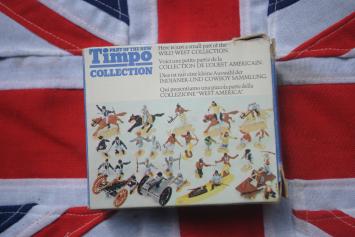 PART OF THE NEW
Timpo
COLLECTION
Here is just a small part of the
WILD WEST COLLECTION.
Voici une petite partie de la
COLLECTION DE L'OUEST AMERICAIN.
Dies ist nur eine kleine Auswahl der
INDIANER-UND COWBOY SAMMLUNG.
Qui presentiamo una piccola parte della
COLLEZIONE "WEST AMERICA".